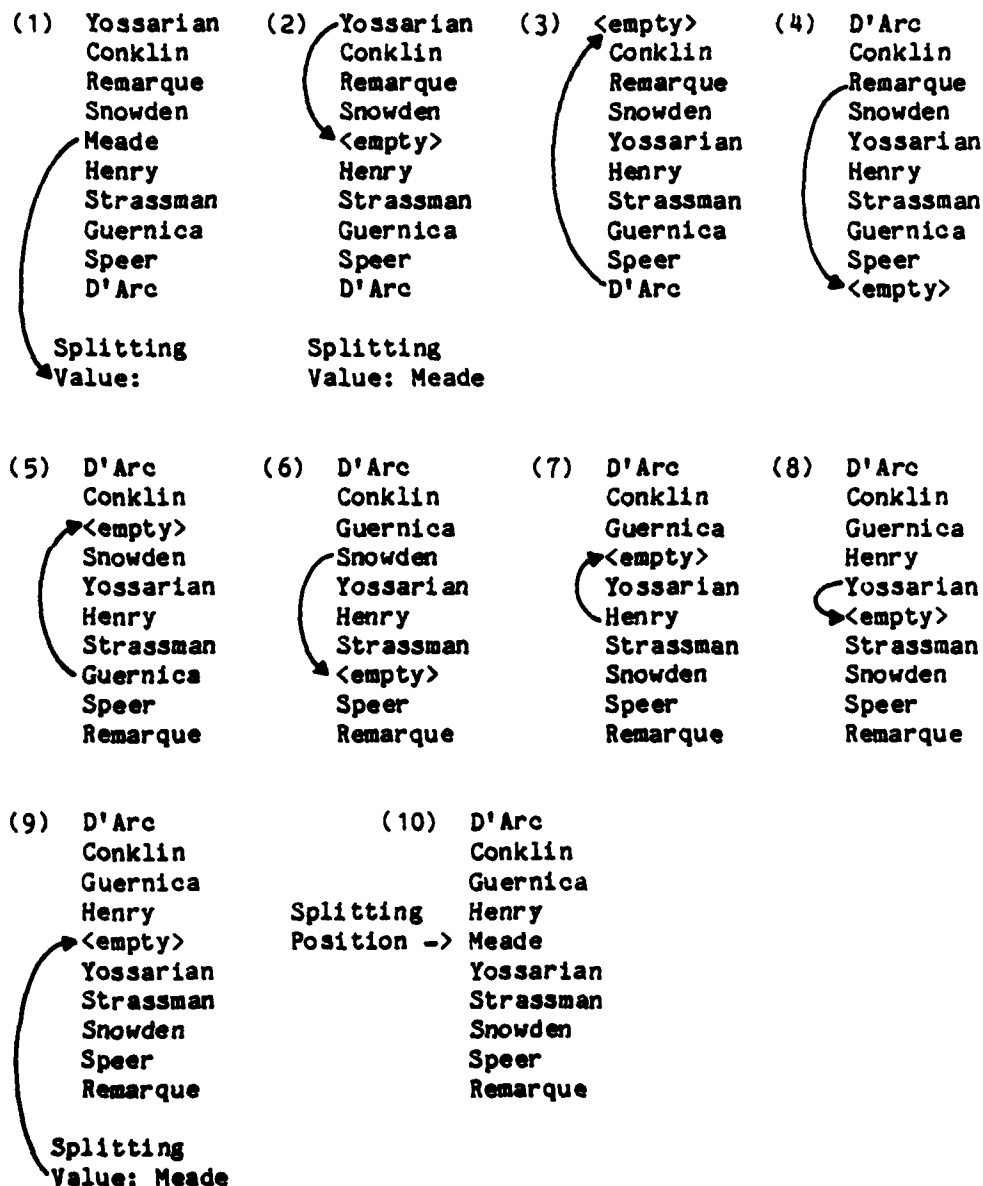 (1) Yossarian
Conklin
Remarque
Snowden
Meade
Henry
Strassman
Guernica
Speer
D'Arc
Splitting
Value:
(2) Yossarian
Conklin
Remarque
Snowden
<empty>
Henry
Strassman
Guernica
Speer
D'Arc
Splitting
Value: Meade
(3) <empty>
Conklin
Remarque
Snowden
Yossarian
Henry
Strassman
Guernica
Speer
D'Arc
(4) D'Arc
Conklin
Remarque
Snowden
Yossarian
Henry
Strassman
Guernica
Speer
<empty>
(5) D'Arc
Conklin
<empty>
Snowden
Yossarian
Henry
Strassman
Guernica
Speer
Remarque
(6) D'Arc
Conklin
Guernica
Snowden
Yossarian
Henry
Strassman
<empty>
Speer
Remarque
(7) D'Arc
Conklin
Guernica
<empty>
Yossarian
Henry
Strassman
Snowden
Speer
Remarque
(8) D'Arc
Conklin
Guernica
Henry
Yossarian
<empty>
Strassman
Snowden
Speer
Remarque
(9) D'Arc
Conklin
Guernica
Henry
<empty>
Yossarian
Strassman
Snowden
Speer
Remarque
Splitting
Value: Meade
(10) D'Arc
Conklin
Guernica
Splitting Henry
Position -> Meade
Yossarian
Strassman
Snowden
Speer
Remarque